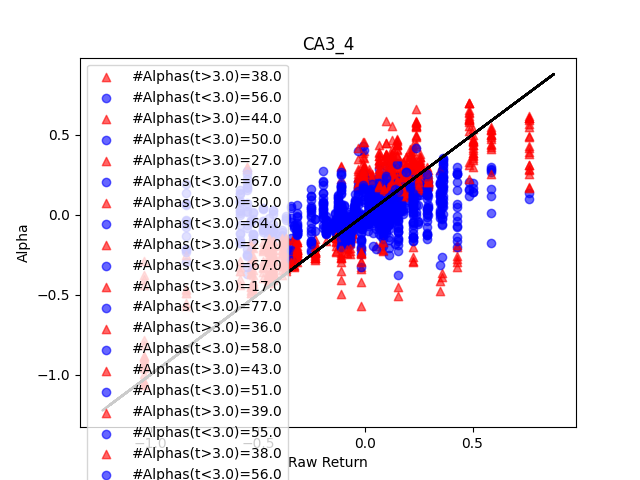 CA3_4
#Alphas(t>3.0)=38.0
#Alphas(t<3.0)=56.0
#Alphas(t>3.0)=44.0
#Alphas(t<3.0)=50.0
#Alphas(t>3.0)=27.0
#Alphas(t<3.0)=67.0
#Alphas(t>3.0)=30.0
#Alphas(t<3.0)=64.0
#Alphas(t>3.0)=27.0
#Alphas(t<3.0)=67.0
#Alphas(t>3.0)=17.0
#Alphas(t<3.0)=77.0
#Alphas(t>3.0)=36.0
#Alphas(t<3.0)=58.0
#Alphas(t>3.0)=43.0
#Alphas(t<3.0)=51.0
#Alphas(t>3.0)=39.0
#Alphas(t<3.0)=55.0
#Alphas(t>3.0)=38.0
#Alphas(t<3.0)=56.0
0.5
0.0
−0.5
−1.0
Alpha
−1.0 −0.5 0.0 0.5
Raw Return